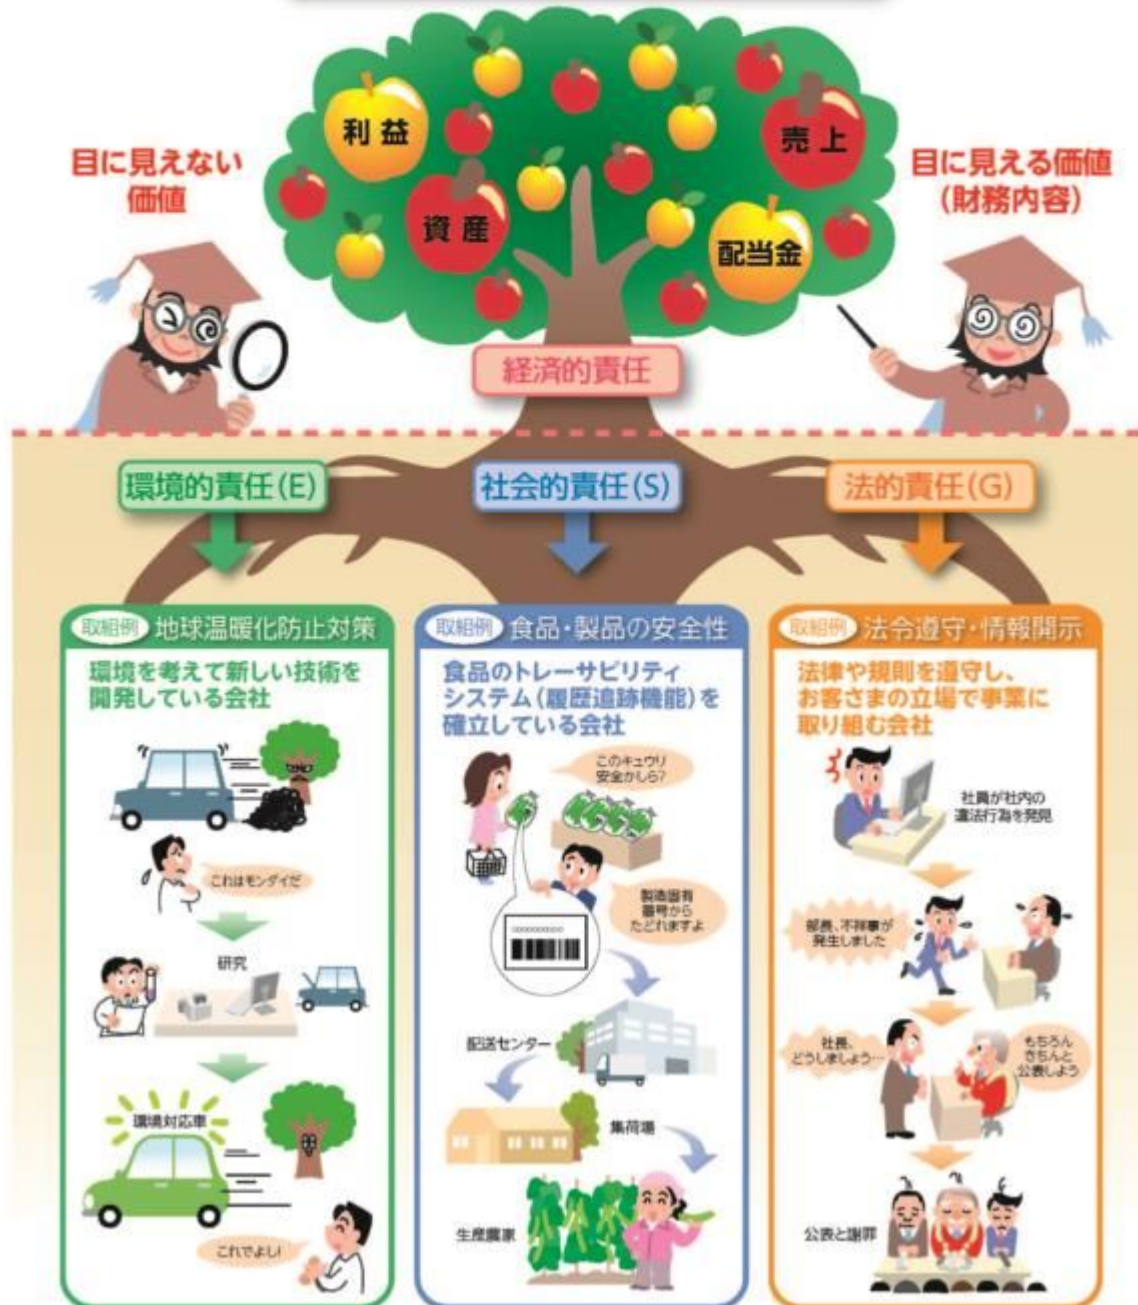 利益
売上
資産
配当金
目に見えない
価値
目に見える価値
(財務内容)
経済的責任
環境的責任(E)
社会的責任(S)
法的責任(G)
取組例 地球温暖化防止対策
環境を考えて新しい技術を
開発している会社
これはモンダイだ
研究
環境対応車
これでよし!
取組例 食品・製品の安全性
食品のトレーサビリティ
システム(履歴追跡機能)を
確立している会社
このキュウリ
安全かしら?
製造固有
番号から
たどれますよ
配送センター
集荷場
生産農家
取組例 法令遵守・情報開示
法律や規則を遵守し、
お客さまの立場で事業に
取り組む会社
社員が社内の
違法行為を発見
部長、不祥事が
発生しました
社長、
どうしましょう…
もちろん
きちんと
公表しよう
公表と謝罪